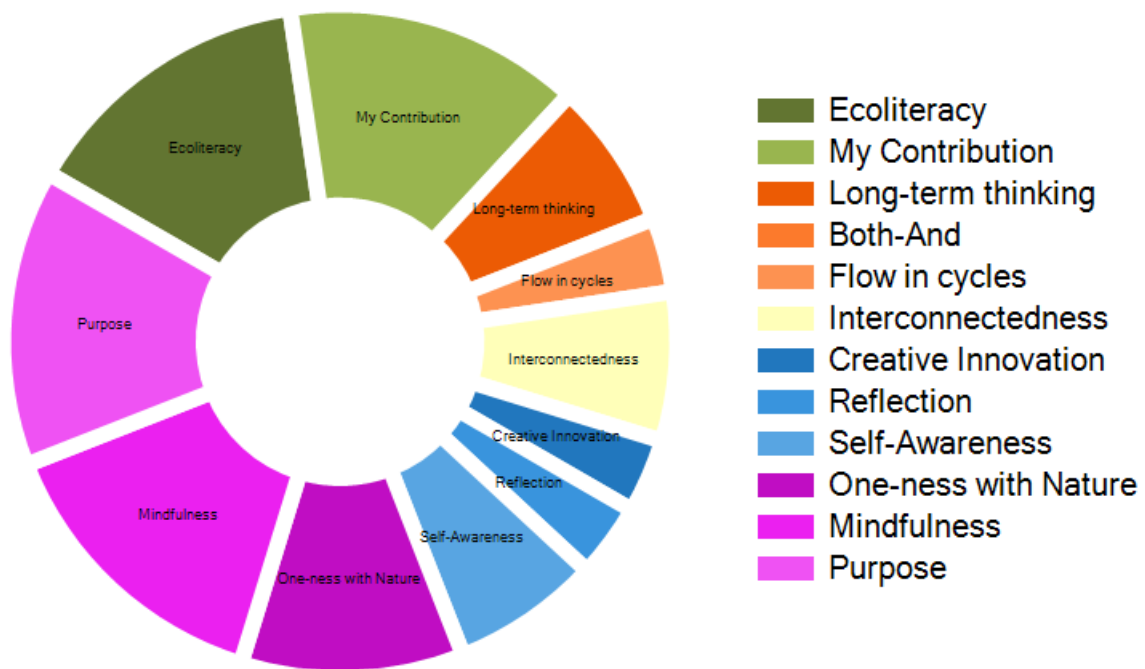 My Contribution
Ecoliteracy
Long-term thinking
Flow in cycles
Purpose
Interconnectedness
Creative Innovation
Reflection
Mindfulness
Self-Awareness
One-ness with Nature
Ecoliteracy
My Contribution
Long-term thinking
Both-And
Flow in cycles
Interconnectedness
Creative Innovation
Reflection
Self-Awareness
One-ness with Nature
Mindfulness
Purpose